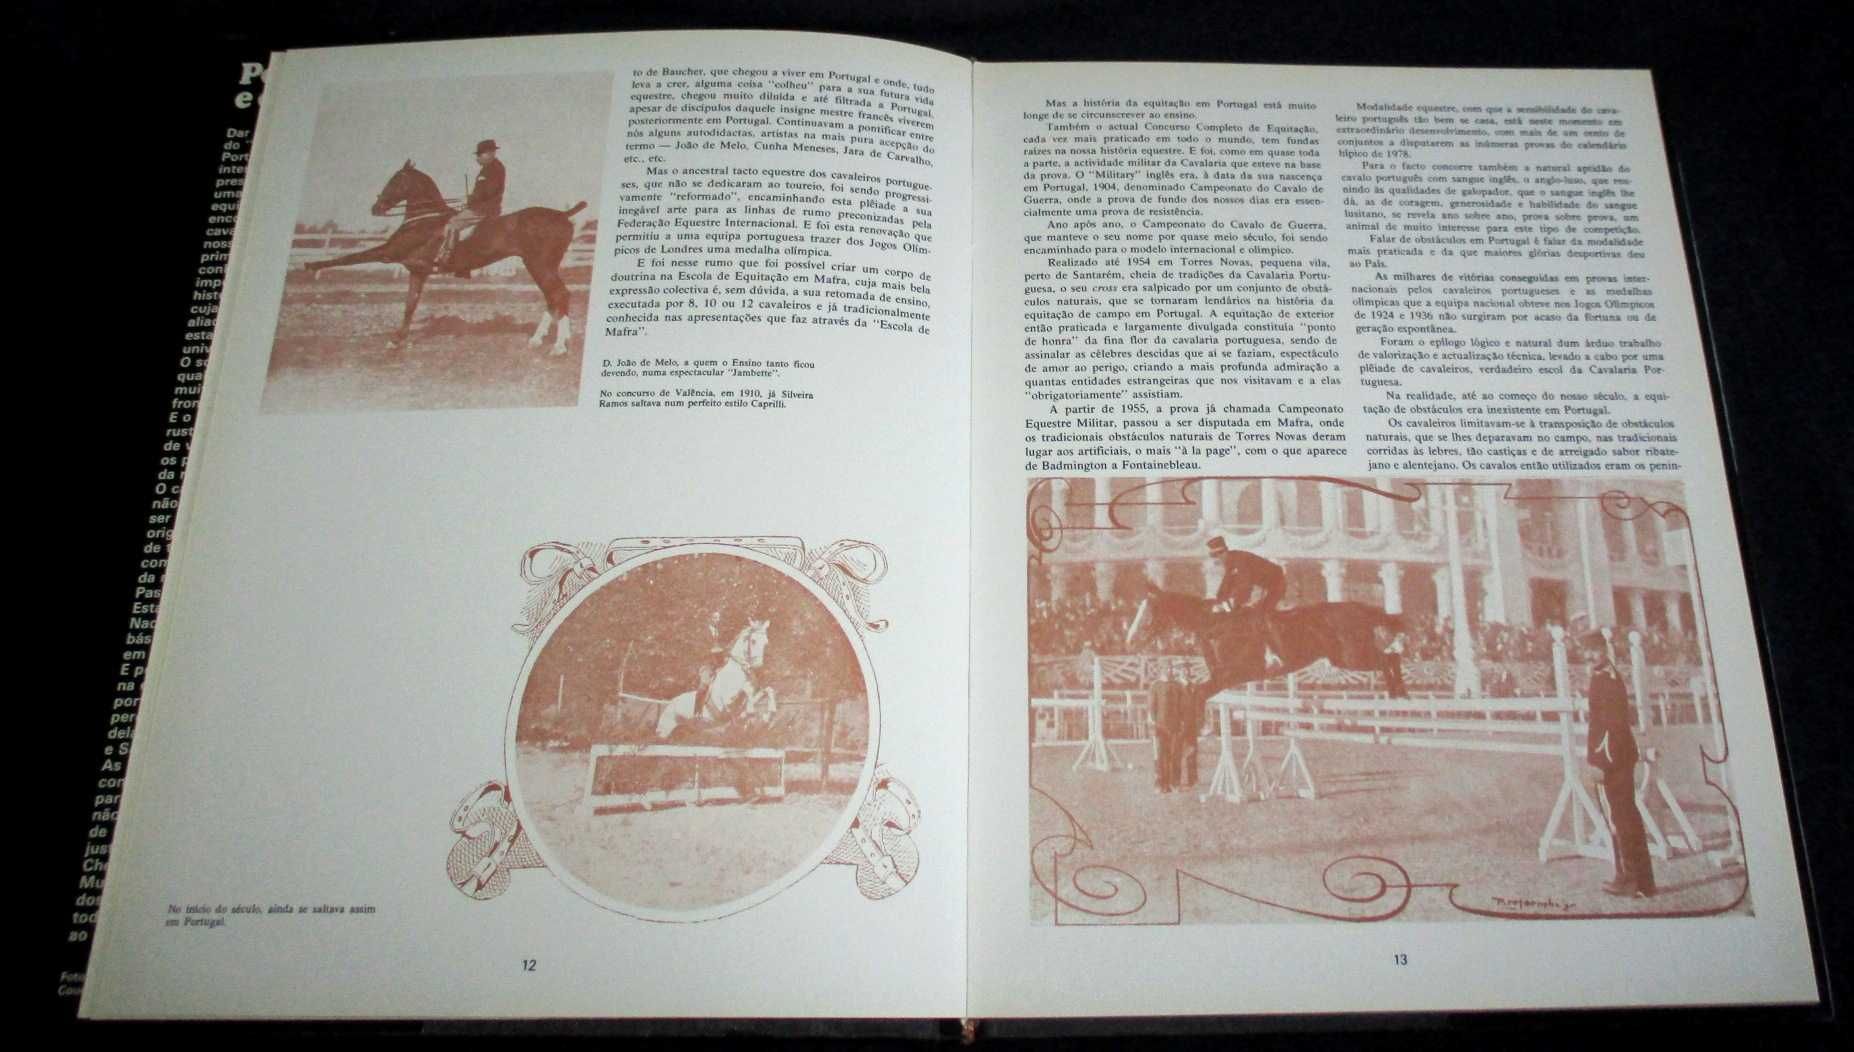 to de Baucher, que chegou a viver em Portugal e onde, tudo
leva a crer, alguma coisa "colheu" para a sua futura vida
equestre, chegou muito diluída e até filtrada a Portugal,
apesar de discípulos daquele insigne mestre francês viverem
posteriormente em Portugal. Continuavam a pontificar entre
nós alguns autodidactas, artistas na mais pura acepção do
termo — João de Melo, Cunha Meneses, Jara de Carvalho,
etc., etc.
Mas o ancestral tacto equestre dos cavaleiros portugue-
ses, que não se dedicaram ao toureio, foi sendo progressi-
vamente "reformado", encaminhando esta plêiade a sua
inegável arte para as linhas de rumo preconizadas pela
Federação Equestre Internacional. E foi esta renovação que
permitiu a uma equipa portuguesa trazer dos Jogos Olím-
picos de Londres uma medalha olímpica.
E foi nesse rumo que foi possível criar um corpo de
doutrina na Escola de Equitação em Mafra, cuja mais bela
expressão colectiva é, sem dúvida, a sua retomada de ensino,
executada por 8, 10 ou 12 cavaleiros e já tradicionalmente
conhecida nas apresentações que faz através da "Escola de
Mafra".
D. João de Melo, a quem o Ensino tanto ficou
devendo, numa espectacular "Jambette".
No concurso de Valência, em 1910, já Silveira
Ramos saltava num perfeito estilo Caprilli.
No início do século, ainda se saltava assim
em Portugal.
12
Mas a história da equitação em Portugal está muito
longe de se circunscrever ao ensino.
Também o actual Concurso Completo de Equitação,
cada vez mais praticado em todo o mundo, tem fundas
raízes na nossa história equestre. E foi, como em quase toda
a parte, a actividade militar da Cavalaria que esteve na base
da prova. O "Military" inglês era, à data da sua nascença
em Portugal, 1904, denominado Campeonato do Cavalo de
Guerra, onde a prova de fundo dos nossos dias era essen-
cialmente uma prova de resistência.
Ano após ano, o Campeonato do Cavalo de Guerra,
que manteve o seu nome por quase meio século, foi sendo
encaminhado para o modelo internacional e olímpico.
Realizado até 1954 em Torres Novas, pequena vila,
perto de Santarém, cheia de tradições da Cavalaria Portu-
guesa, o seu cross era salpicado por um conjunto de obstá-
culos naturais, que se tornaram lendários na história da
equitação de campo em Portugal. A equitação de exterior
então praticada e largamente divulgada constituía "ponto
de honra" da fina flor da cavalaria portuguesa, sendo de
assinalar as célebres descidas que aí se faziam, espectáculo
de amor ao perigo, criando a mais profunda admiração a
quantas entidades estrangeiras que nos visitavam e a elas
"obrigatoriamente" assistiam.
A partir de 1955, a prova já chamada Campeonato
Equestre Militar, passou a ser disputada em Mafra, onde
os tradicionais obstáculos naturais de Torres Novas deram
lugar aos artificiais, o mais "à la page", com o que aparece
de Badmington a Fontainebleau.
Modalidade equestre, com que a sensibilidade do cava-
leiro português tão bem se casa, está neste momento em
extraordinário desenvolvimento, com mais de um cento de
conjuntos a disputarem as inúmeras provas do calendário
hípico de 1978.
Para o facto concorre também a natural aptidão do
cavalo português com sangue inglês, o anglo-luso, que reu-
nindo às qualidades de galopador, que o sangue inglês lhe
dá, as de coragem, generosidade e habilidade do sangue
lusitano, se revela ano sobre ano, prova sobre prova, um
animal de muito interesse para este tipo de competição.
Falar de obstáculos em Portugal é falar da modalidade
mais praticada e da que maiores glórias desportivas deu
ao País.
As milhares de vitórias conseguidas em provas inter-
nacionais pelos cavaleiros portugueses e as medalhas
olímpicas que a equipa nacional obteve nos Jogos Olímpicos
de 1924 e 1936 não surgiram por acaso da fortuna ou de
geração espontânea.
Foram o epílogo lógico e natural dum árduo trabalho
de valorização e actualização técnica, levado a cabo por uma
plêiade de cavaleiros, verdadeiro escol da Cavalaria Por-
tuguesa.
Na realidade, até ao começo do nosso século, a equi-
tação de obstáculos era inexistente em Portugal.
Os cavaleiros limitavam-se à transposição de obstáculos
naturais, que se lhes deparavam no campo, nas tradicionais
corridas às lebres, tão castiças e de arreigado sabor ribate-
jano e alentejano. Os cavalos então utilizados eram os penin-
13